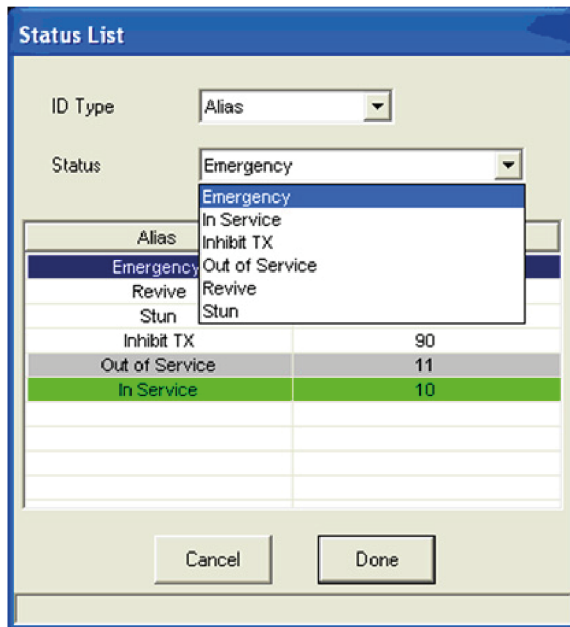 Status List
ID Type Alias
Status Emergency
Emergency
In Service
Inhibit TX
Out of Service
Revive
Stun
Alias
Emergency
Revive
Stun
Inhibit TX 90
Out of Service 11
In Service 10
Cancel Done